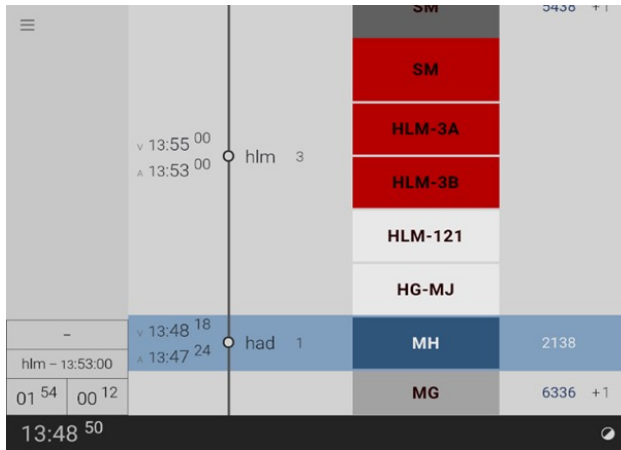 SM 5438 +1
SM
v 13:55 00
hlm 3
HLM-3A
ʌ 13:53 00
HLM-3B
HLM-121
HG-MJ
–
v 13:48 18
had 1
MH 2138
ʌ 13:47 24
hlm – 13:53:00
01 54 00 12
MG 6336 +1
13:48 50